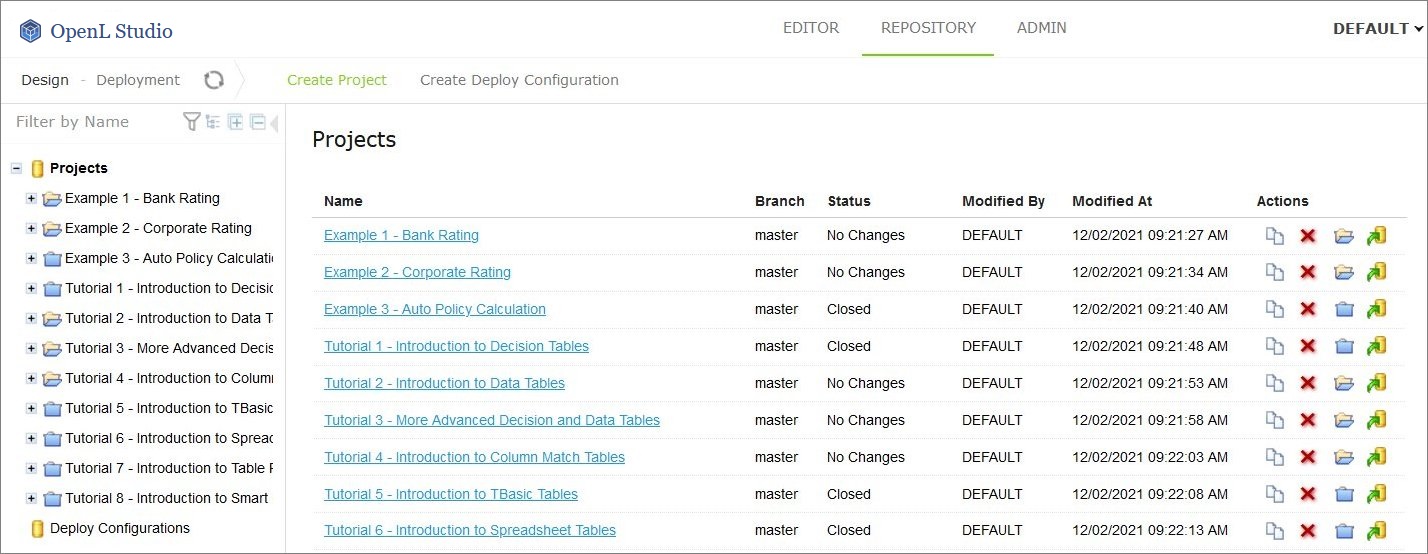 OpenL Studio EDITOR REPOSITORY ADMIN DEFAULT
Design - Deployment Create Project Create Deploy Configuration
Filter by Name
Projects
Example 1 - Bank Rating
Example 2 - Corporate Rating
Example 3 - Auto Policy Calculati
Tutorial 1 - Introduction to Decisic
Tutorial 2 - Introduction to Data T
Tutorial 3 - More Advanced Decis
Tutorial 4 - Introduction to Colum
Tutorial 5 - Introduction to TBasic
Tutorial 6 - Introduction to Spreac
Tutorial 7 - Introduction to Table F
Tutorial 8 - Introduction to Smart
Deploy Configurations
Projects
Name Branch Status Modified By Modified At Actions
Example 1 - Bank Rating master No Changes DEFAULT 12/02/2021 09:21:27 AM
Example 2 - Corporate Rating master No Changes DEFAULT 12/02/2021 09:21:34 AM
Example 3 - Auto Policy Calculation master Closed DEFAULT 12/02/2021 09:21:40 AM
Tutorial 1 - Introduction to Decision Tables master Closed DEFAULT 12/02/2021 09:21:48 AM
Tutorial 2 - Introduction to Data Tables master No Changes DEFAULT 12/02/2021 09:21:53 AM
Tutorial 3 - More Advanced Decision and Data Tables master No Changes DEFAULT 12/02/2021 09:21:58 AM
Tutorial 4 - Introduction to Column Match Tables master No Changes DEFAULT 12/02/2021 09:22:03 AM
Tutorial 5 - Introduction to TBasic Tables master Closed DEFAULT 12/02/2021 09:22:08 AM
Tutorial 6 - Introduction to Spreadsheet Tables master Closed DEFAULT 12/02/2021 09:22:13 AM